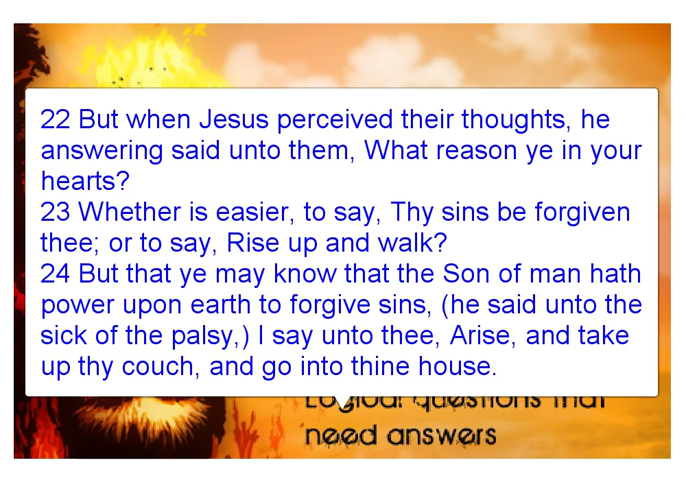 22 But when Jesus perceived their thoughts, he
answering said unto them, What reason ye in your
hearts?
23 Whether is easier, to say, Thy sins be forgiven
thee; or to say, Rise up and walk?
24 But that ye may know that the Son of man hath
power upon earth to forgive sins, (he said unto the
sick of the palsy,) I say unto thee, Arise, and take
up thy couch, and go into thine house.
Logical questions that
need answers